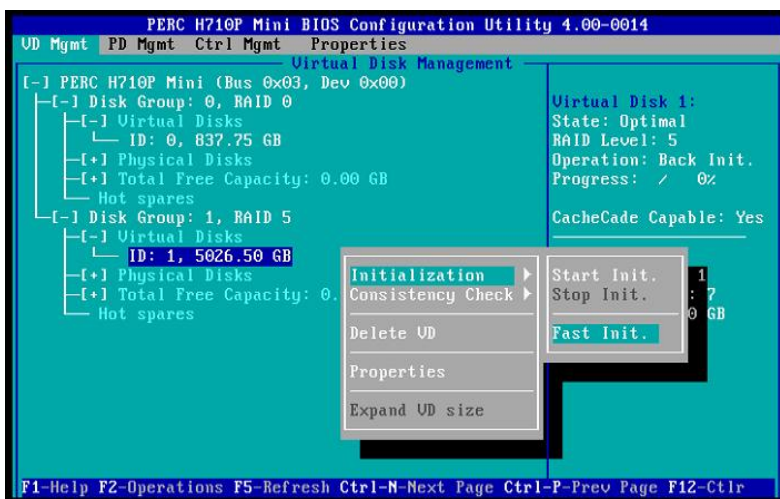 PERC H710P Mini BIOS Configuration Utility 4.00-0014
VD Mgmt PD Mgmt Ctrl Mgmt Properties
Virtual Disk Management
[-] PERC H710P Mini (Bus 0x03, Dev 0x00)
[-] Disk Group: 0, RAID 0
[-] Virtual Disks
ID: 0, 837.75 GB
[+] Physical Disks
[+] Total Free Capacity: 0.00 GB
Hot spares
[-] Disk Group: 1, RAID 5
[-] Virtual Disks
ID: 1, 5026.50 GB
[+] Physical Disks
[+] Total Free Capacity: 0.
Hot spares
Initialization
Consistency Check
Delete VD
Properties
Expand VD size
Start Init.
Stop Init.
Fast Init.
Virtual Disk 1:
State: Optimal
RAID Level: 5
Operation: Back Init.
Progress: / 0%
CacheCade Capable: Yes
1
: 7
0 GB
F1-Help F2-Operations F5-Refresh Ctrl-N-Next Page Ctrl-P-Prev Page F12-Ctlr